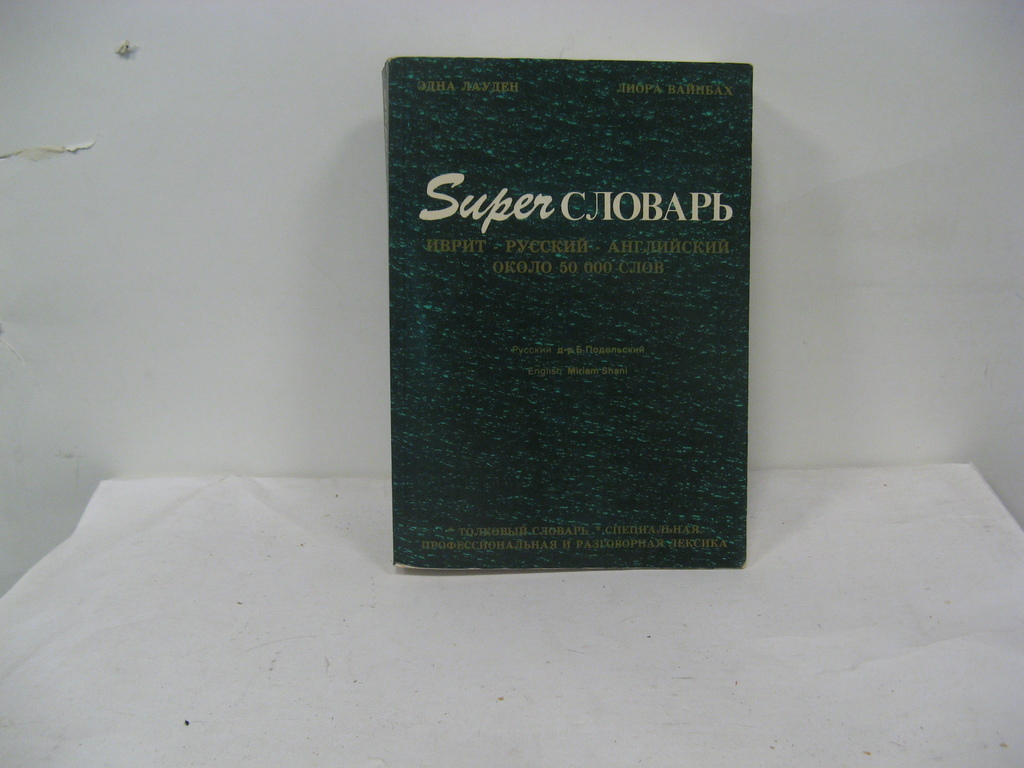 ЭДНА ЛАУДЕН ЛИОРА ВАЙНБАХ
Super СЛОВАРЬ
ИВРИТ - РУССКИЙ - АНГЛИЙСКИЙ
ОКОЛО 50 000 СЛОВ
Русский д-р Б.Подольский
English Miriam Shani
* ТОЛКОВЫЙ СЛОВАРЬ * СПЕЦИАЛЬНАЯ,
ПРОФЕССИОНАЛЬНАЯ И РАЗГОВОРНАЯ ЛЕКСИКА